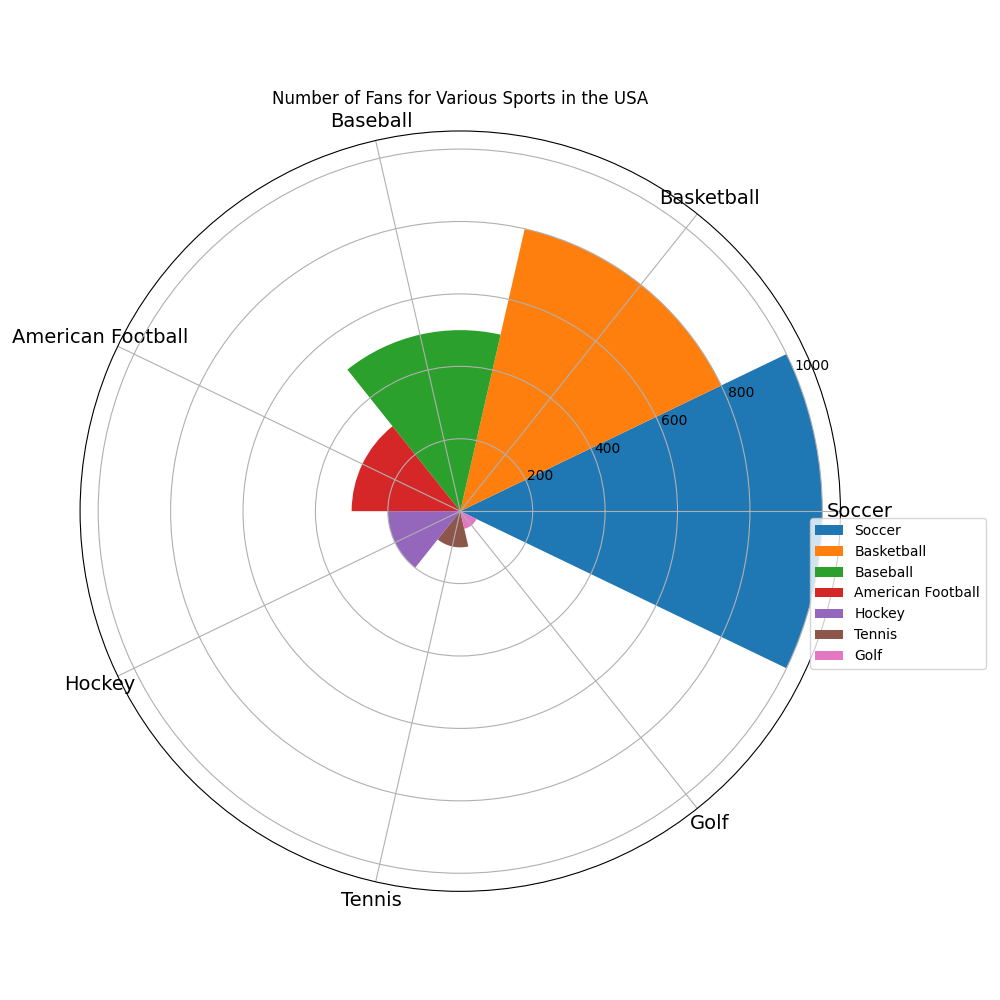 Number of Fans for Various Sports in the USA
Baseball
Basketball
American Football
1000
800
600
400
200
Soccer
Soccer
Basketball
Baseball
American Football
Hockey
Tennis
Golf
Hockey
Golf
Tennis